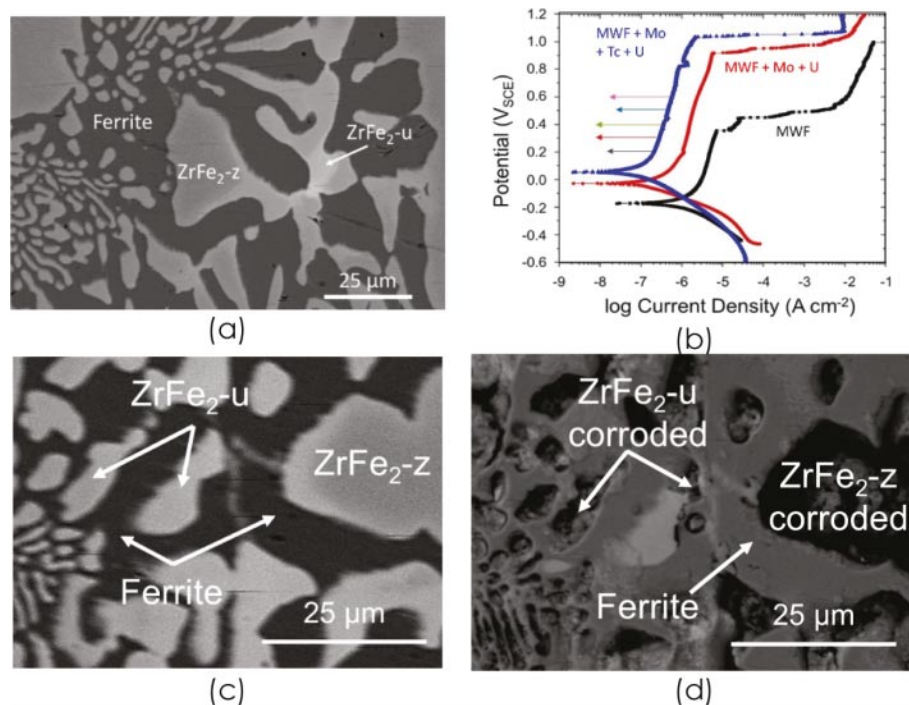 Ferrite
ZrFe₂-z
ZrFe₂-u
25 µm
(a)
1.2
1.0
0.8
0.6
0.4
0.2
0.0
-0.2
-0.4
-0.6
Potential (V_SCE)
MWF + Mo
+ Tc + U
MWF + Mo + U
MWF
-9 -8 -7 -6 -5 -4 -3 -2 -1
log Current Density (A cm⁻²)
(b)
ZrFe₂-u
ZrFe₂-z
Ferrite
25 µm
(c)
ZrFe₂-u
corroded
ZrFe₂-z
corroded
Ferrite
25 µm
(d)